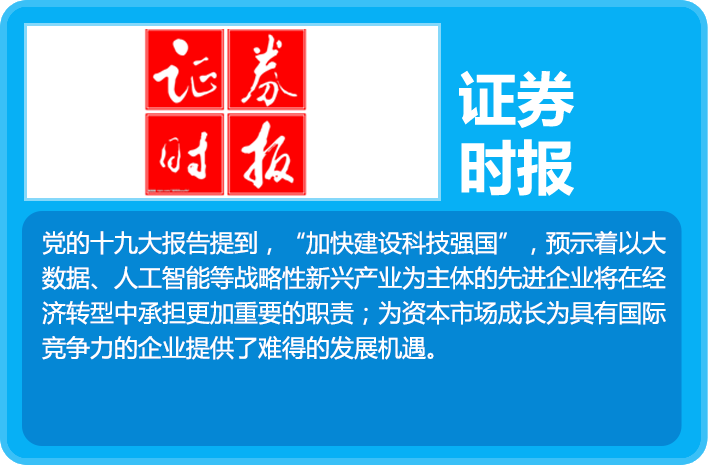 证券
时报
证券
时报
党的十九大报告提到，“加快建设科技强国”，预示着以大
数据、人工智能等战略性新兴产业为主体的先进企业将在经
济转型中承担更加重要的职责；为资本市场成长为具有国际
竞争力的企业提供了难得的发展机遇。